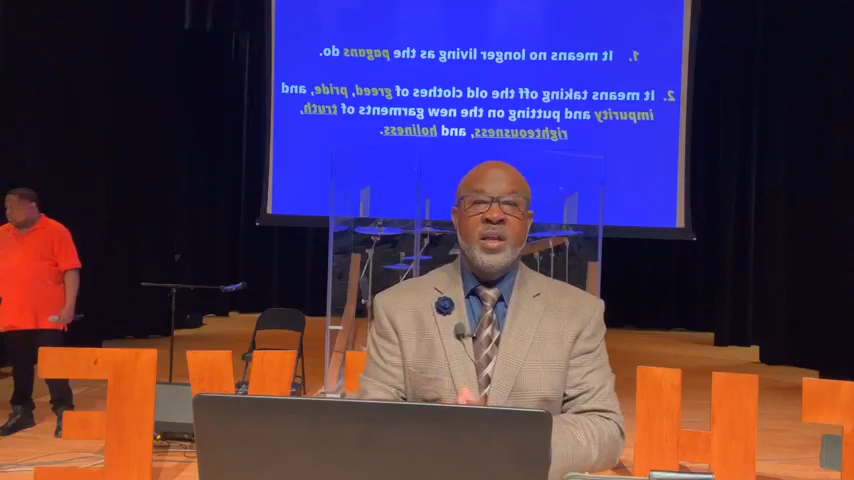 1. It means no longer living as the pagans do.
2. It means taking off the old clothes of greed, pride, and
impurity and putting on the new garments of truth,
righteousness, and holiness.